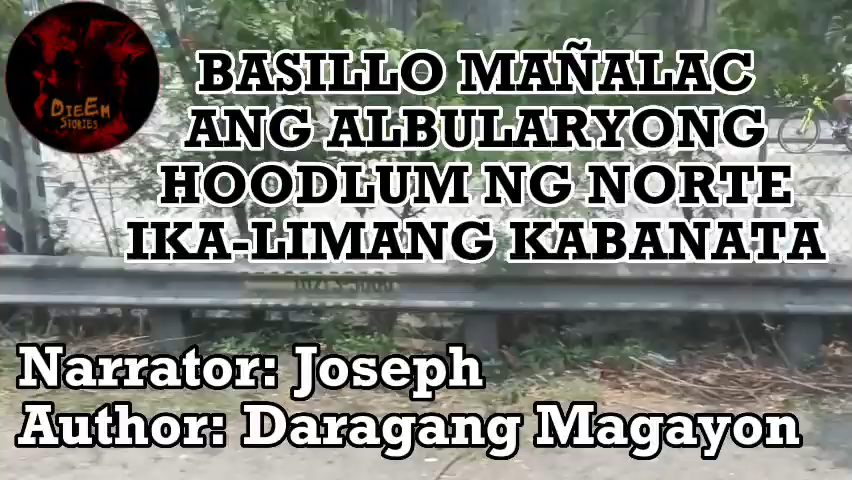 DIEEM
STORIES
BASILLO MAÑALAC
ANG ALBULARYONG
HOODLUM NG NORTE
IKA-LIMANG KABANATA
Narrator: Joseph
Author: Daragang Magayon